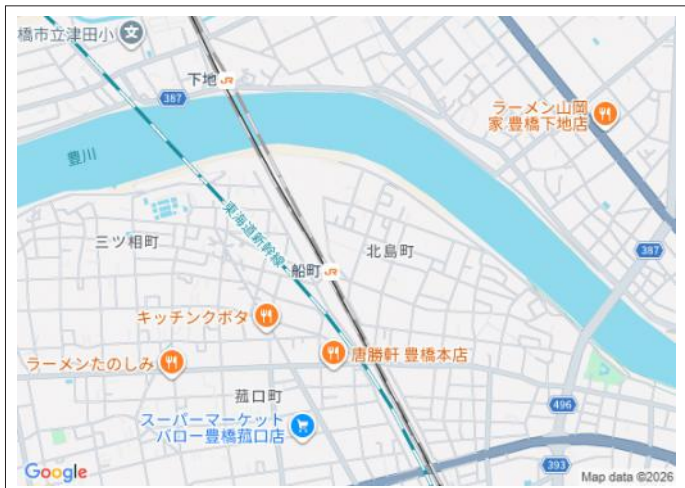 橋市立津田小
下地 JR
387
ラーメン山岡
家 豊橋下地店
豊川
東海道新幹線
三ツ相町
北島町
387
船町 JR
キッチンクボタ
唐勝軒 豊橋本店
ラーメンたのしみ
菰口町
496
スーパーマーケット
バロー豊橋菰口店
393
Google
Map data ©2026